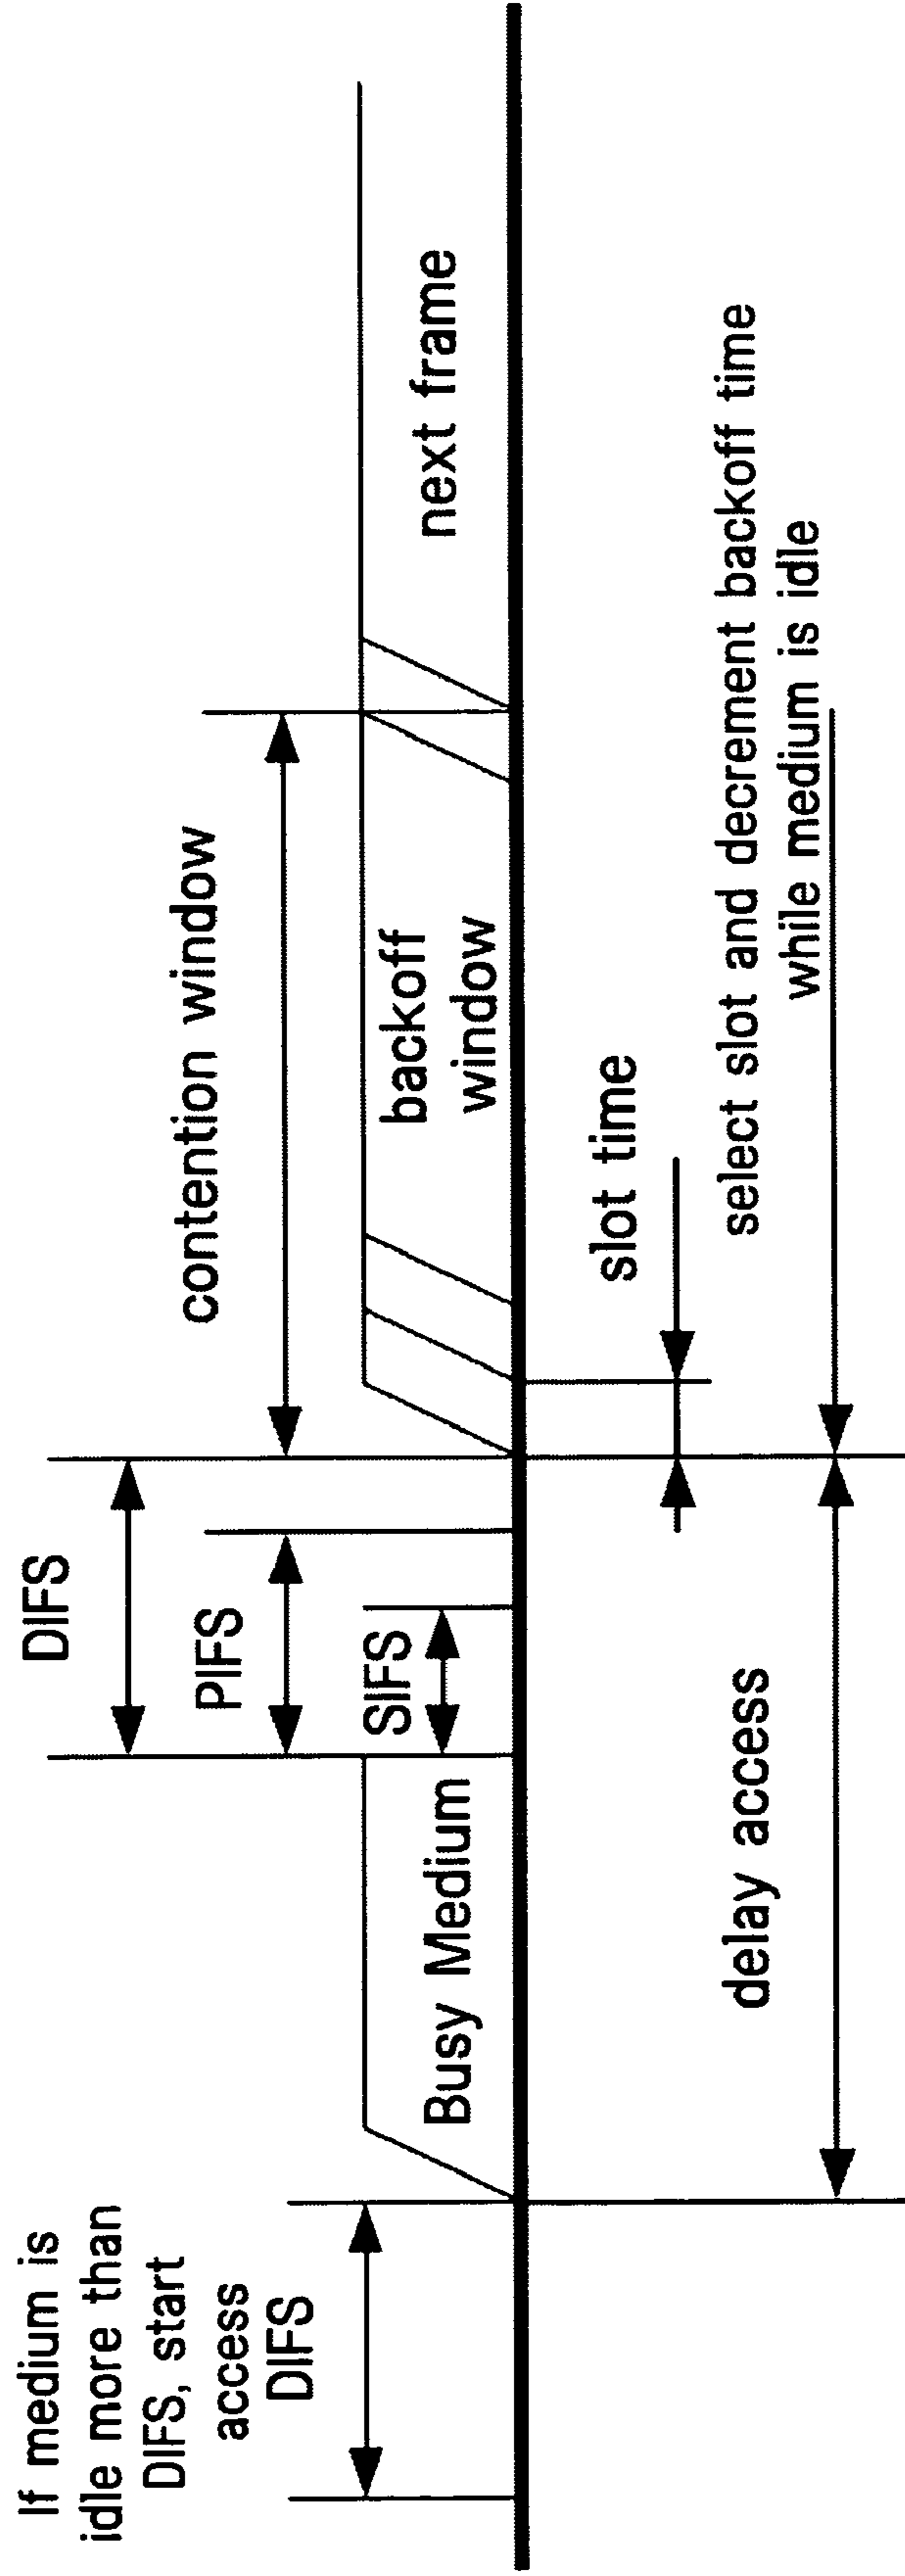 If medium is
idle more than
DIFS, start
access
DIFS
DIFS
PIFS
SIFS
contention window
Busy Medium
backoff
window
next frame
slot time
delay access
select slot and decrement backoff time
while medium is idle